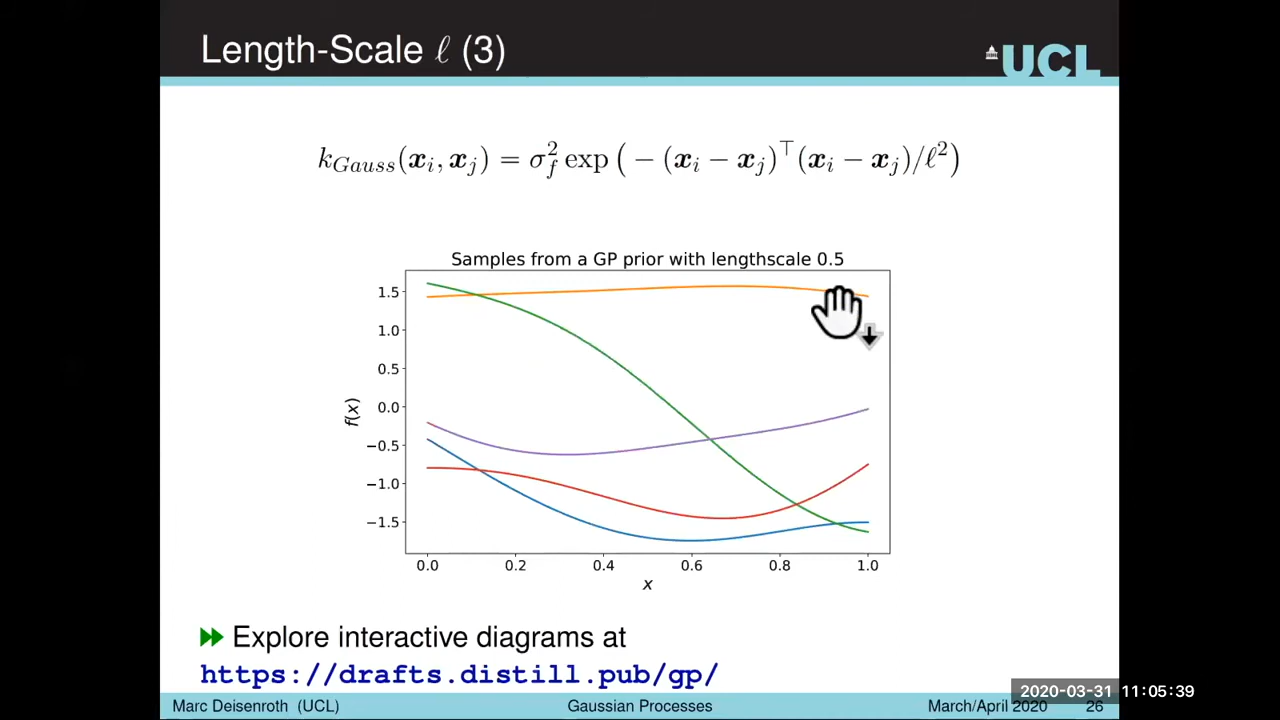 Length-Scale ℓ (3)
UCL
k_{Gauss}(x_i, x_j) = σ_f^2 exp ( − (x_i − x_j)^⊤ (x_i − x_j)/ℓ^2 )
Samples from a GP prior with lengthscale 0.5
1.5
1.0
0.5
0.0
−0.5
−1.0
−1.5
f(x)
0.0 0.2 0.4 0.6 0.8 1.0
x
Explore interactive diagrams at
https://drafts.distill.pub/gp/
2020-03-31 11:05:39
Marc Deisenroth (UCL) Gaussian Processes March/April 2020 26